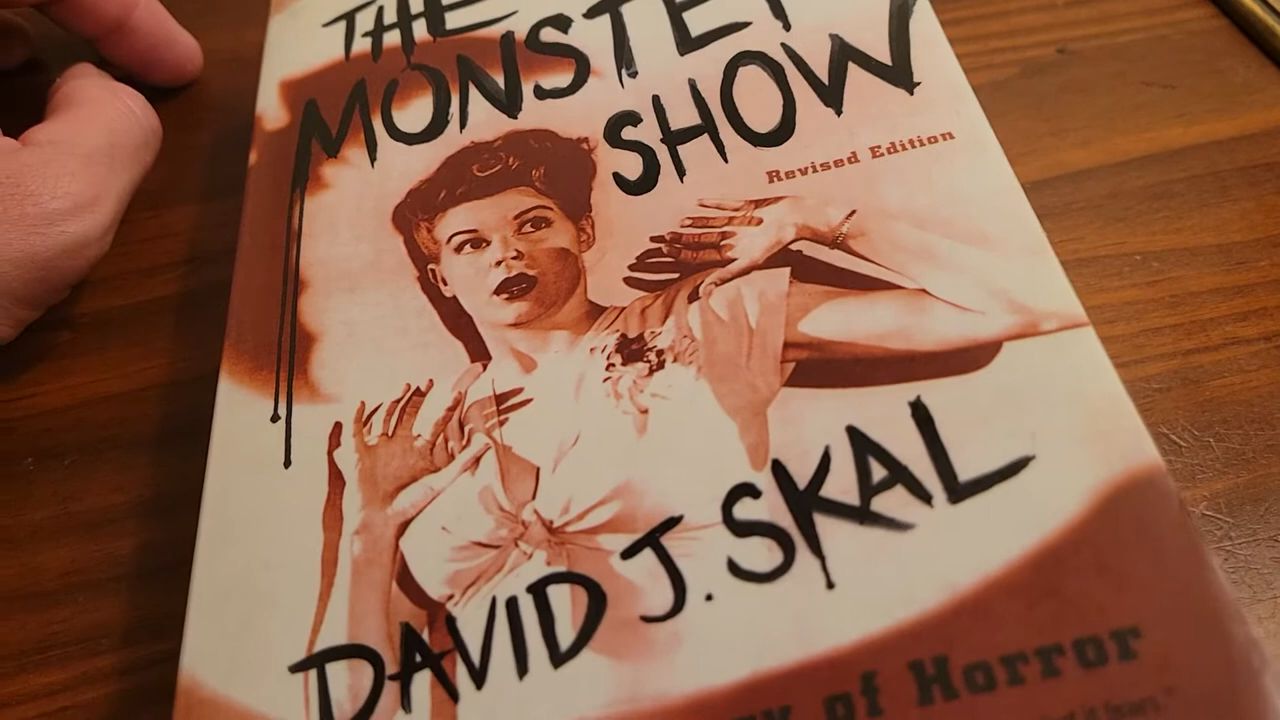 THE
MONSTER
SHOW
Revised Edition
DAVID J. SKAL
of Horror